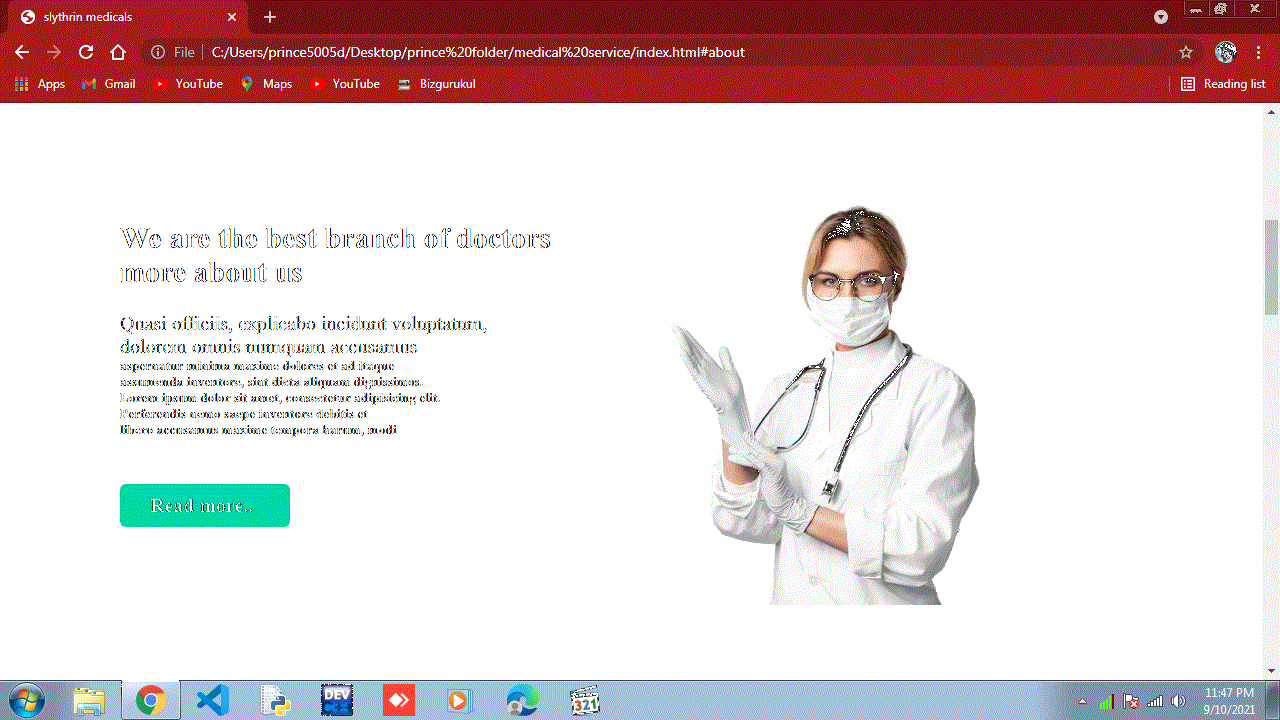 slythrin medicals
File C:/Users/prince5005d/Desktop/prince%20folder/medical%20service/index.html#about
Apps Gmail YouTube Maps YouTube Bizgurukul Reading list
We are the best branch of doctors
more about us
Quasi officiis, explicabo incidunt voluptatum,
dolorem omnis numquam accusamus
aspernatur minima maxime dolores et ad itaque
assumenda inventore, sint dicta aliquam dignissimos.
Lorem ipsum dolor sit amet, consectetur adipisicing elit.
Perferendis nemo saepe inventore debitis et
libero accusamus maxime tempora harum, modi
Read more..
DEV
321
11:47 PM
9/10/2021